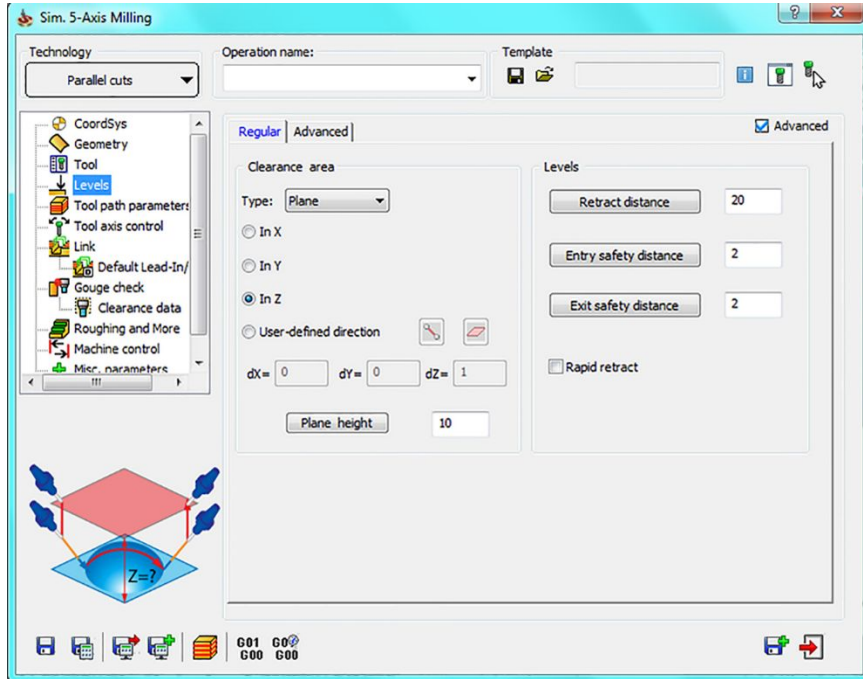 Sim. 5-Axis Milling
Technology
Operation name:
Template
Parallel cuts
CoordSys
Geometry
Tool
Levels
Tool path parameters
Tool axis control
Link
Default Lead-In/
Gouge check
Clearance data
Roughing and More
Machine control
Misc. parameters
Regular
Advanced
Advanced
Clearance area
Type: Plane
In X
In Y
In Z
User-defined direction
dX= 0 dY= 0 dZ= 1
Plane height 10
Levels
Retract distance 20
Entry safety distance 2
Exit safety distance 2
Rapid retract
Z=?
G01 G0
G00 G00